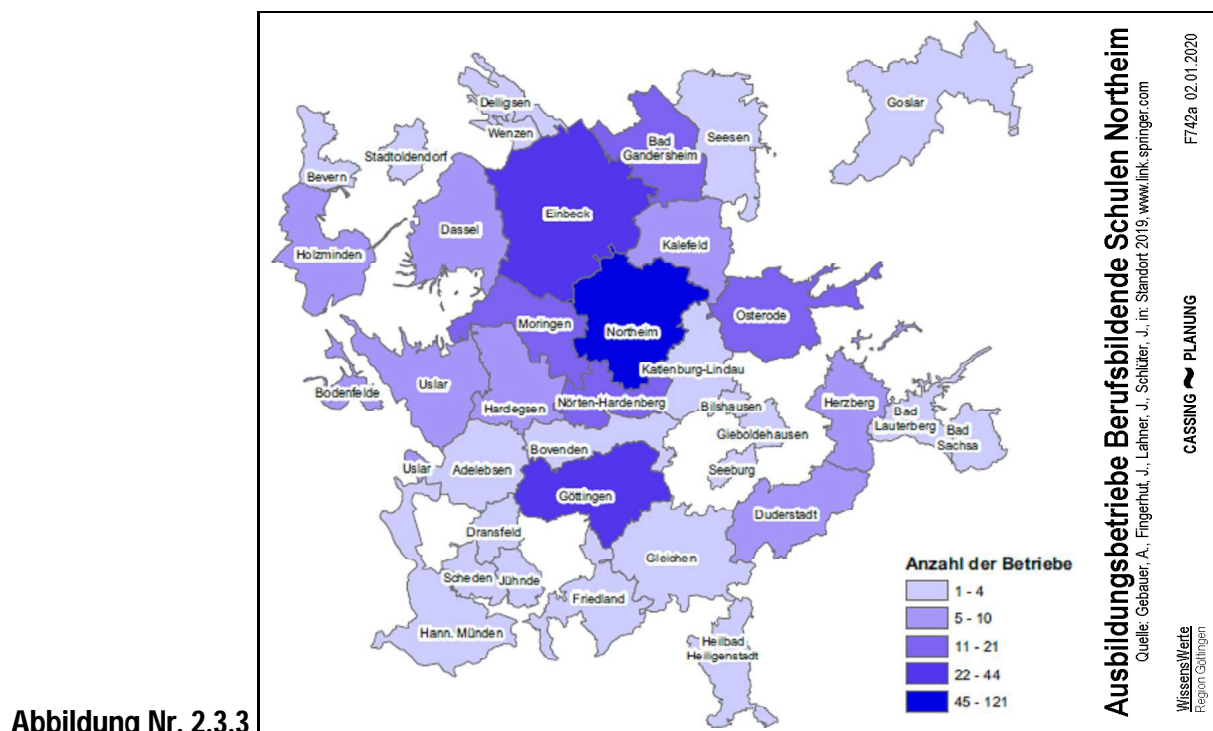 Delligsen
Wenzen
Stadtoldendorf
Bevern
Bad
Gandersheim
Seesen
Goslar
Einbeck
Dassel
Holzminden
Kalefeld
Osterode
Moringen
Northeim
Katlenburg-Lindau
Uslar
Bodenfelde
Hardegsen
Nörten-Hardenberg
Bilshausen
Gieboldehausen
Herzberg
Bad
Lauterberg
Bad
Sachsa
Bovenden
Uslar
Adelebsen
Seeburg
Göttingen
Duderstadt
Dransfeld
Gleichen
Scheden
Jühnde
Friedland
Hann. Münden
Heilbad
Heiligenstadt
Anzahl der Betriebe
1 - 4
5 - 10
11 - 21
22 - 44
45 - 121
Ausbildungsbetriebe Berufsbildende Schulen Northeim
Quelle: Gebauer, A., Fingerhut, J., Lahner, J., Schlüter, J., in: Standort 2019, www.link.springer.com
WissensWerte
Region Göttingen
CASSING ~ PLANUNG
F742a 02.01.2020
Abbildung Nr. 2.3.3